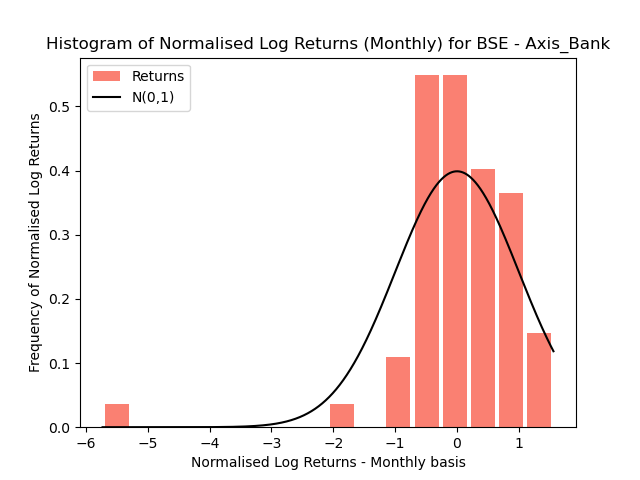 Histogram of Normalised Log Returns (Monthly) for BSE - Axis_Bank
Returns
N(0,1)
Frequency of Normalised Log Returns
0.5
0.4
0.3
0.2
0.1
0.0
−6 −5 −4 −3 −2 −1 0 1
Normalised Log Returns - Monthly basis